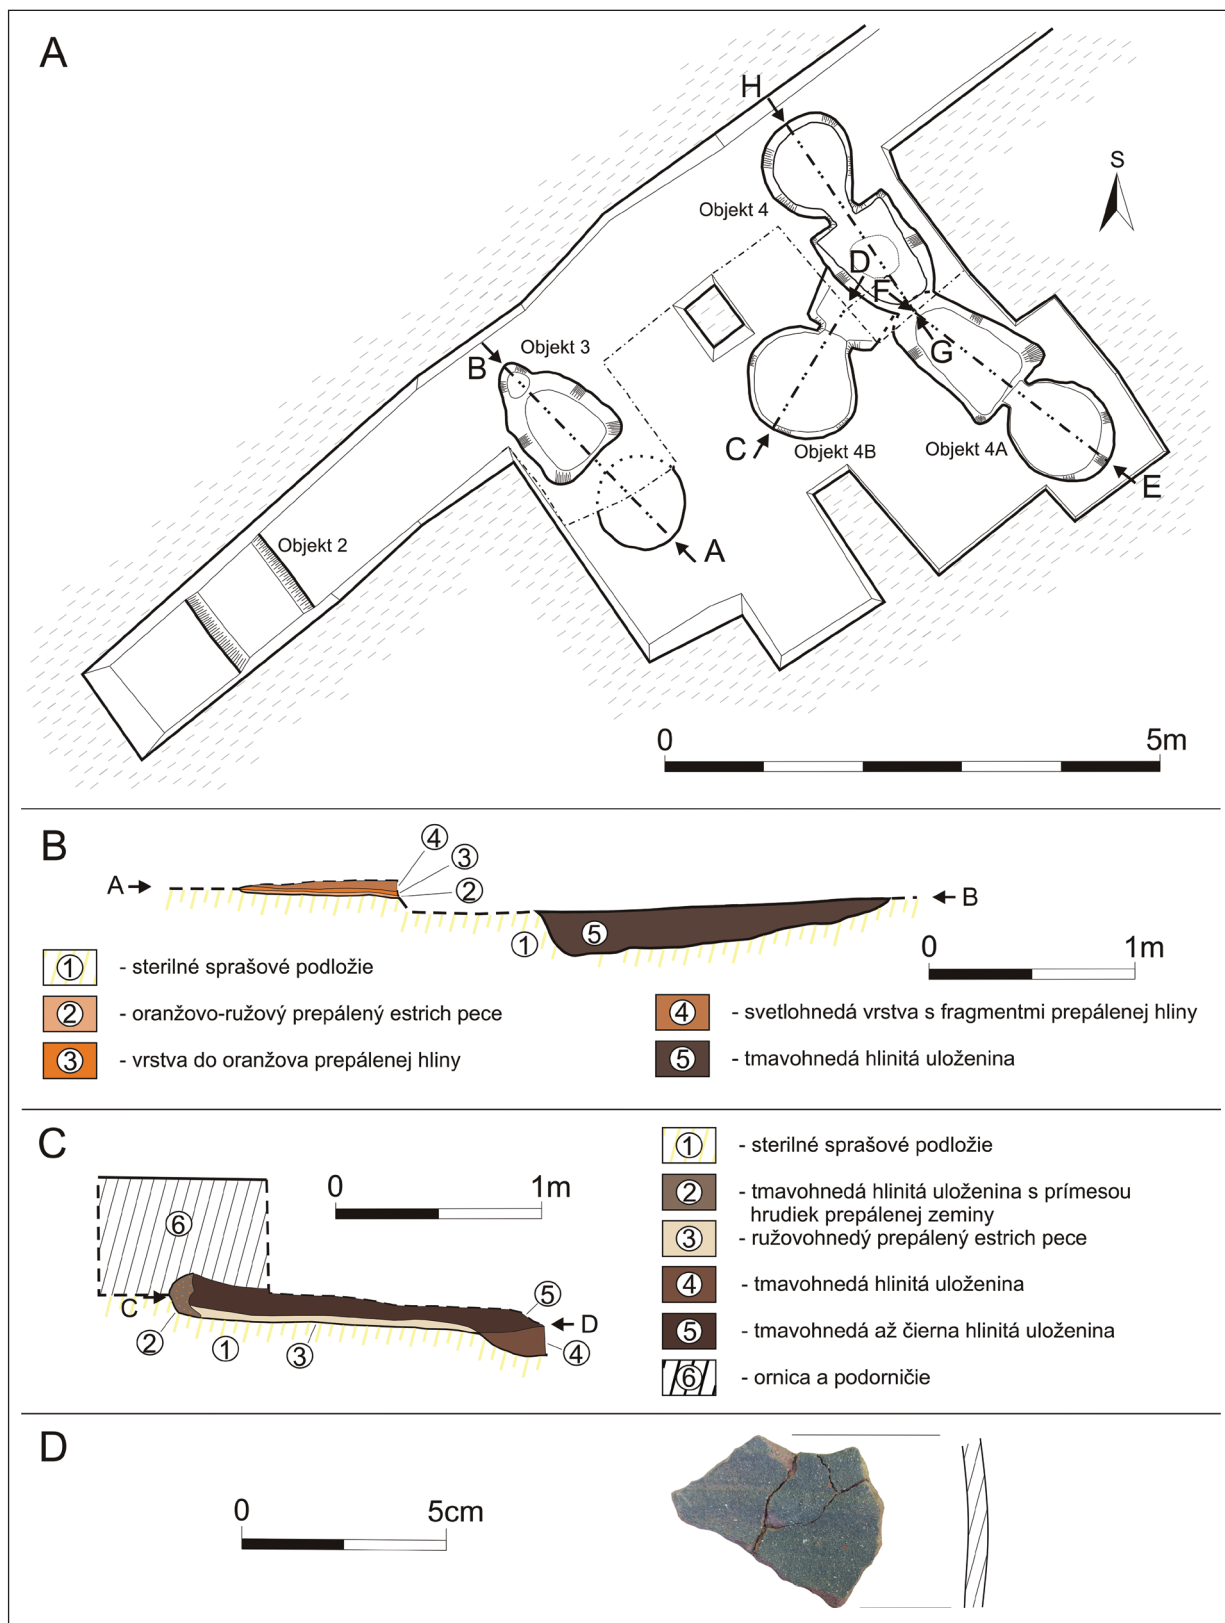 A
H
S
Objekt 4
D
F
G
Objekt 3
B
C
Objekt 4B
Objekt 4A
E
A
Objekt 2
0 5m
B
4
3
A
2
B
5
1
0 1m
1 - sterilné sprašové podložie
2 - oranžovo-ružový prepálený estrich pece
3 - vrstva do oranžova prepálenej hliny
4 - svetlohnedá vrstva s fragmentmi prepálenej hliny
5 - tmavohnedá hlinitá uloženina
C
0 1m
6
C
5
D
2
1
3
4
1 - sterilné sprašové podložie
2 - tmavohnedá hlinitá uloženina s prímesou
hrudiek prepálenej zeminy
3 - ružovohnedý prepálený estrich pece
4 - tmavohnedá hlinitá uloženina
5 - tmavohnedá až čierna hlinitá uloženina
6 - ornica a podorničie
D
0 5cm